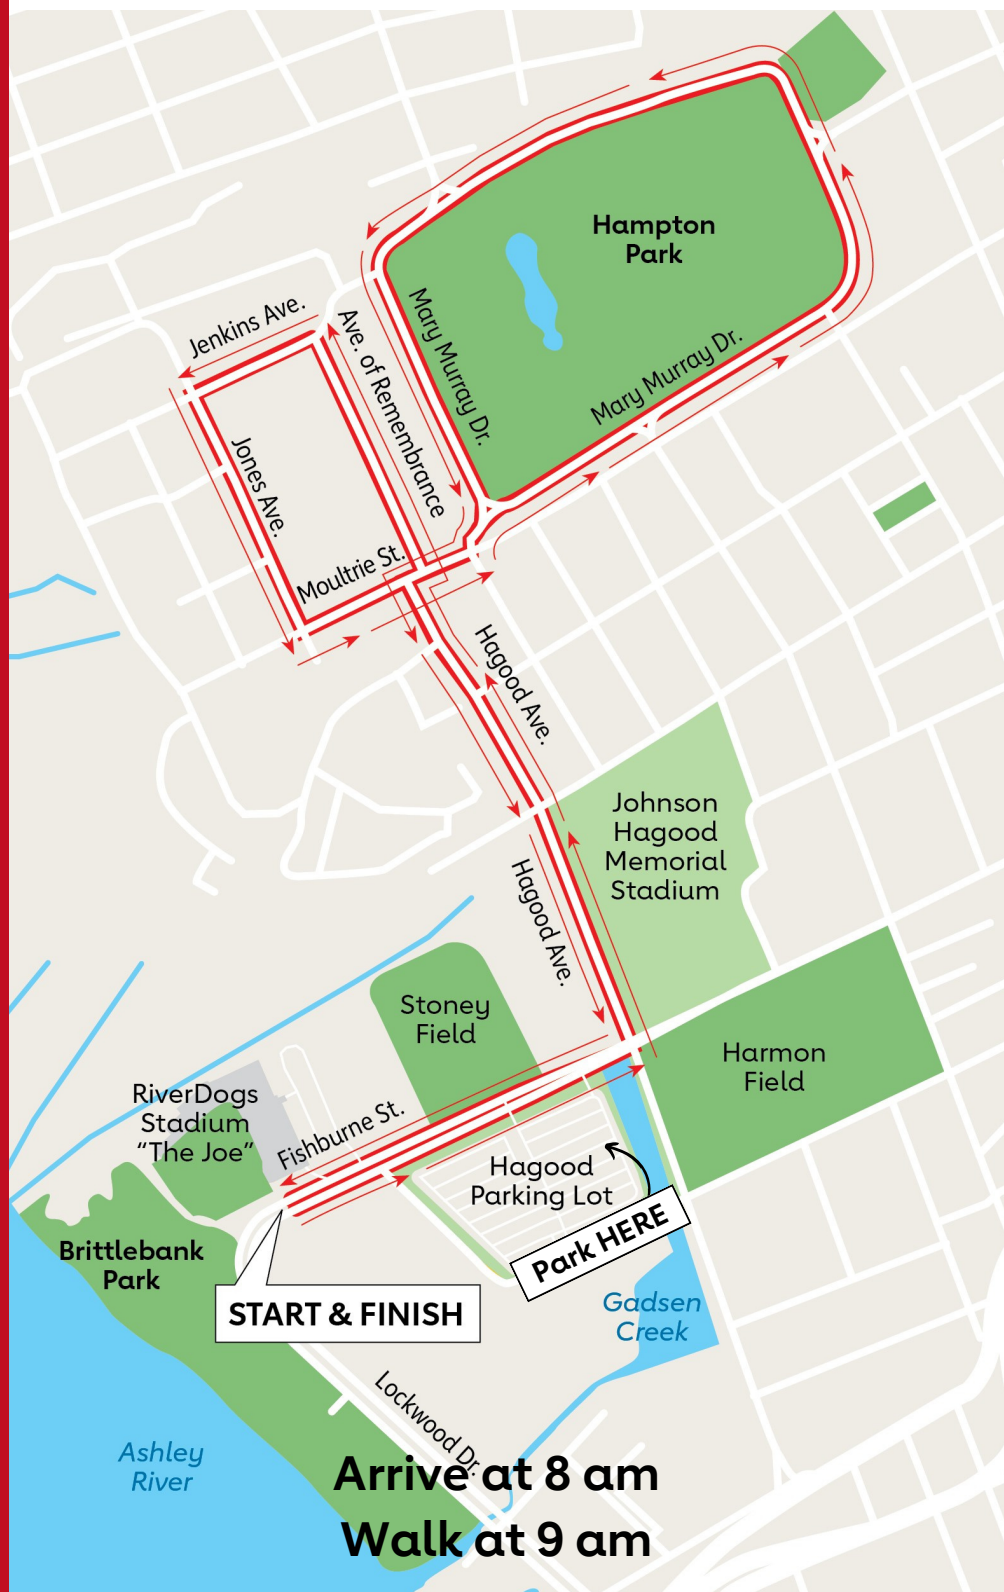 Hampton
Park
Jenkins Ave.
Ave. of Remembrance
Mary Murray Dr.
Mary Murray Dr.
Jones Ave.
Moultrie St.
Hagood Ave.
Johnson
Hagood
Memorial
Stadium
Hagood Ave.
Stoney
Field
Harmon
Field
RiverDogs
Stadium
“The Joe”
Fishburne St.
Hagood
Parking Lot
Park HERE
Brittlebank
Park
START & FINISH
Gadsen
Creek
Lockwood Dr.
Ashley
River
Arrive at 8 am
Walk at 9 am